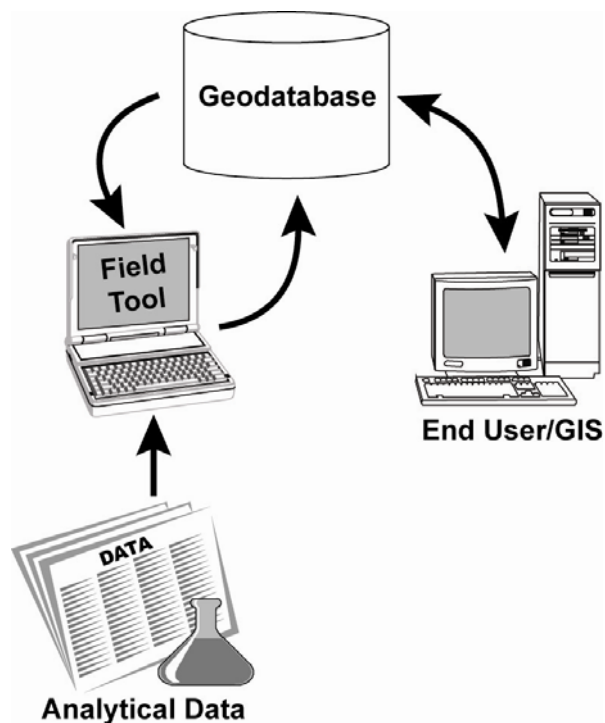 Geodatabase
Field
Tool
End User/GIS
DATA
Analytical Data